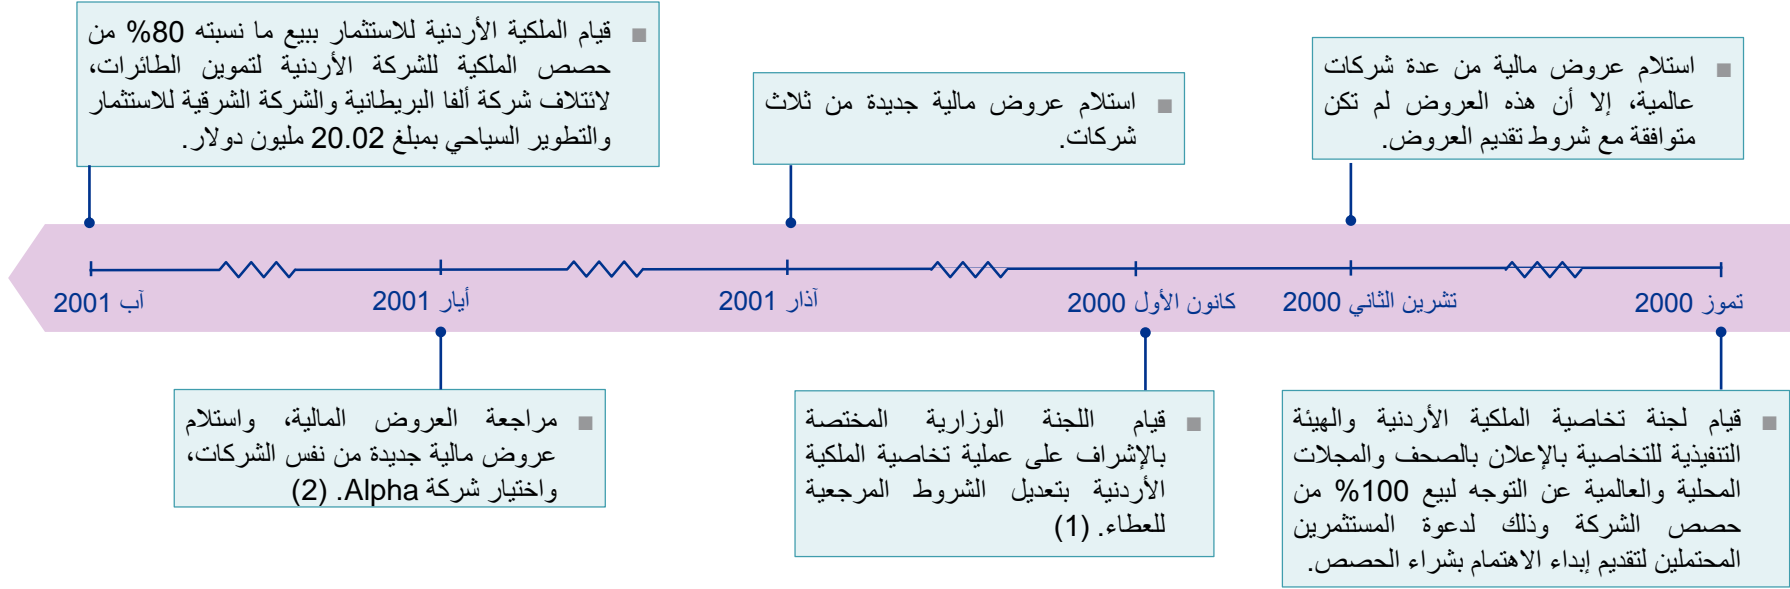 استلام عروض مالية من عدة شركات
عالمية، إلا أن هذه العروض لم تكن
متوافقة مع شروط تقديم العروض.
استلام عروض مالية جديدة من ثلاث
شركات.
قيام الملكية الأردنية للاستثمار ببيع ما نسبته 80% من
حصص الملكية للشركة الأردنية لتموين الطائرات،
لائتلاف شركة ألفا البريطانية والشركة الشرقية للاستثمار
والتطوير السياحي بمبلغ 20.02 مليون دولار.
تموز 2000
تشرين الثاني 2000
كانون الأول 2000
آذار 2001
أيار 2001
آب 2001
قيام لجنة تخاصية الملكية الأردنية والهيئة
التنفيذية للتخاصية بالإعلان بالصحف والمجلات
المحلية والعالمية عن التوجه لبيع 100% من
حصص الشركة وذلك لدعوة المستثمرين
المحتملين لتقديم إبداء الاهتمام بشراء الحصص.
قيام اللجنة الوزارية المختصة
بالإشراف على عملية تخاصية الملكية
الأردنية بتعديل الشروط المرجعية
للعطاء. (1)
مراجعة العروض المالية، واستلام
عروض مالية جديدة من نفس الشركات،
واختيار شركة Alpha. (2)